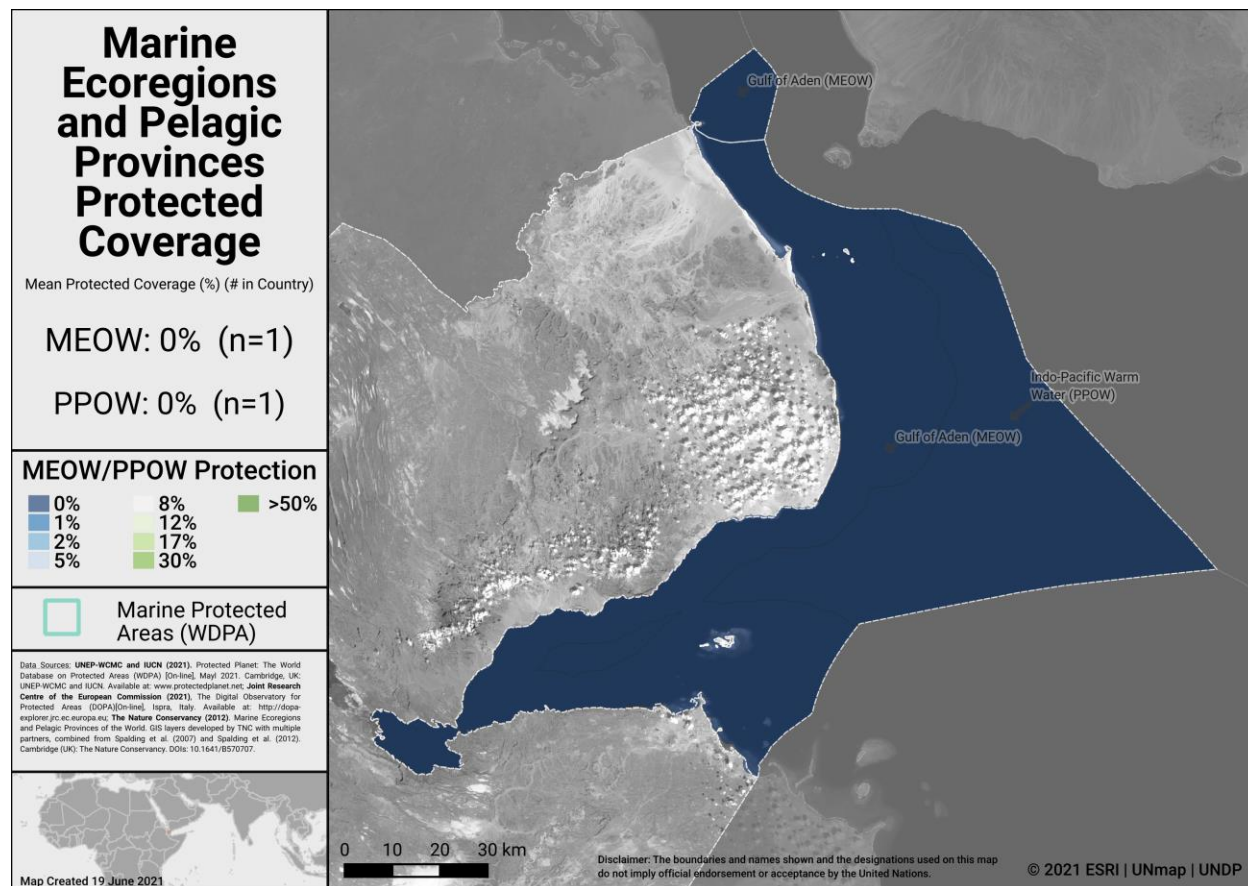 Marine
Ecoregions
and Pelagic
Provinces
Protected
Coverage
Mean Protected Coverage (%) (# in Country)
MEOW: 0% (n=1)
PPOW: 0% (n=1)
MEOW/PPOW Protection
0%
1%
2%
5%
8%
12%
17%
30%
>50%
Marine Protected
Areas (WDPA)
Data Sources: UNEP-WCMC and IUCN (2021). Protected Planet: The World
Database on Protected Areas (WDPA) [On-line], Mayl 2021. Cambridge, UK:
UNEP-WCMC and IUCN. Available at: www.protectedplanet.net; Joint Research
Centre of the European Commission (2021), The Digital Observatory for
Protected Areas (DOPA)[On-line], Ispra, Italy. Available at: http://dopa-
explorer.jrc.ec.europa.eu; The Nature Conservancy (2012). Marine Ecoregions
and Pelagic Provinces of the World. GIS layers developed by TNC with multiple
partners, combined from Spalding et al. (2007) and Spalding et al. (2012).
Cambridge (UK): The Nature Conservancy. DOIs: 10.1641/B570707.
Map Created 19 June 2021
Gulf of Aden (MEOW)
Indo-Pacific Warm
Water (PPOW)
Gulf of Aden (MEOW)
0 10 20 30 km
Disclaimer: The boundaries and names shown and the designations used on this map
do not imply official endorsement or acceptance by the United Nations.
© 2021 ESRI | UNmap | UNDP